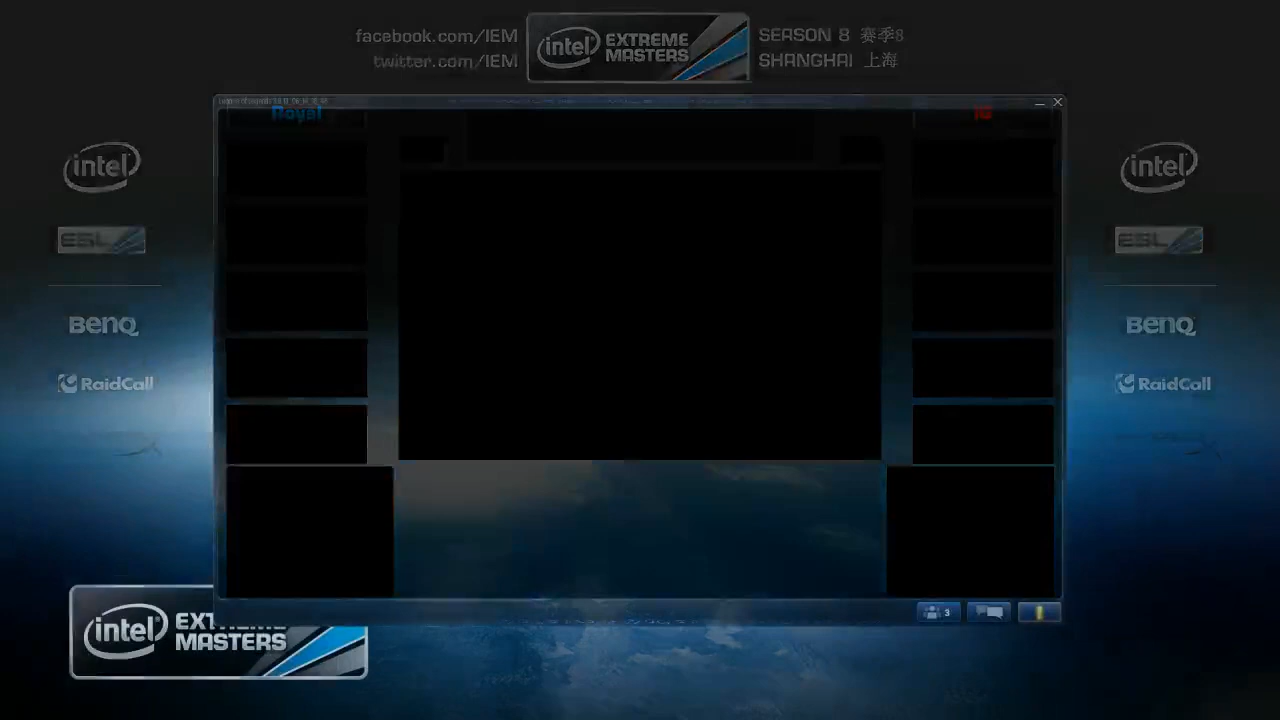 facebook.com/IEM
twitter.com/IEM
intel EXTREME MASTERS
SEASON 8 赛季8
SHANGHAI 上海
Royal
iG
intel
ESL
BenQ
RaidCall
intel
ESL
BenQ
RaidCall
3
intel EXTREME
MASTERS